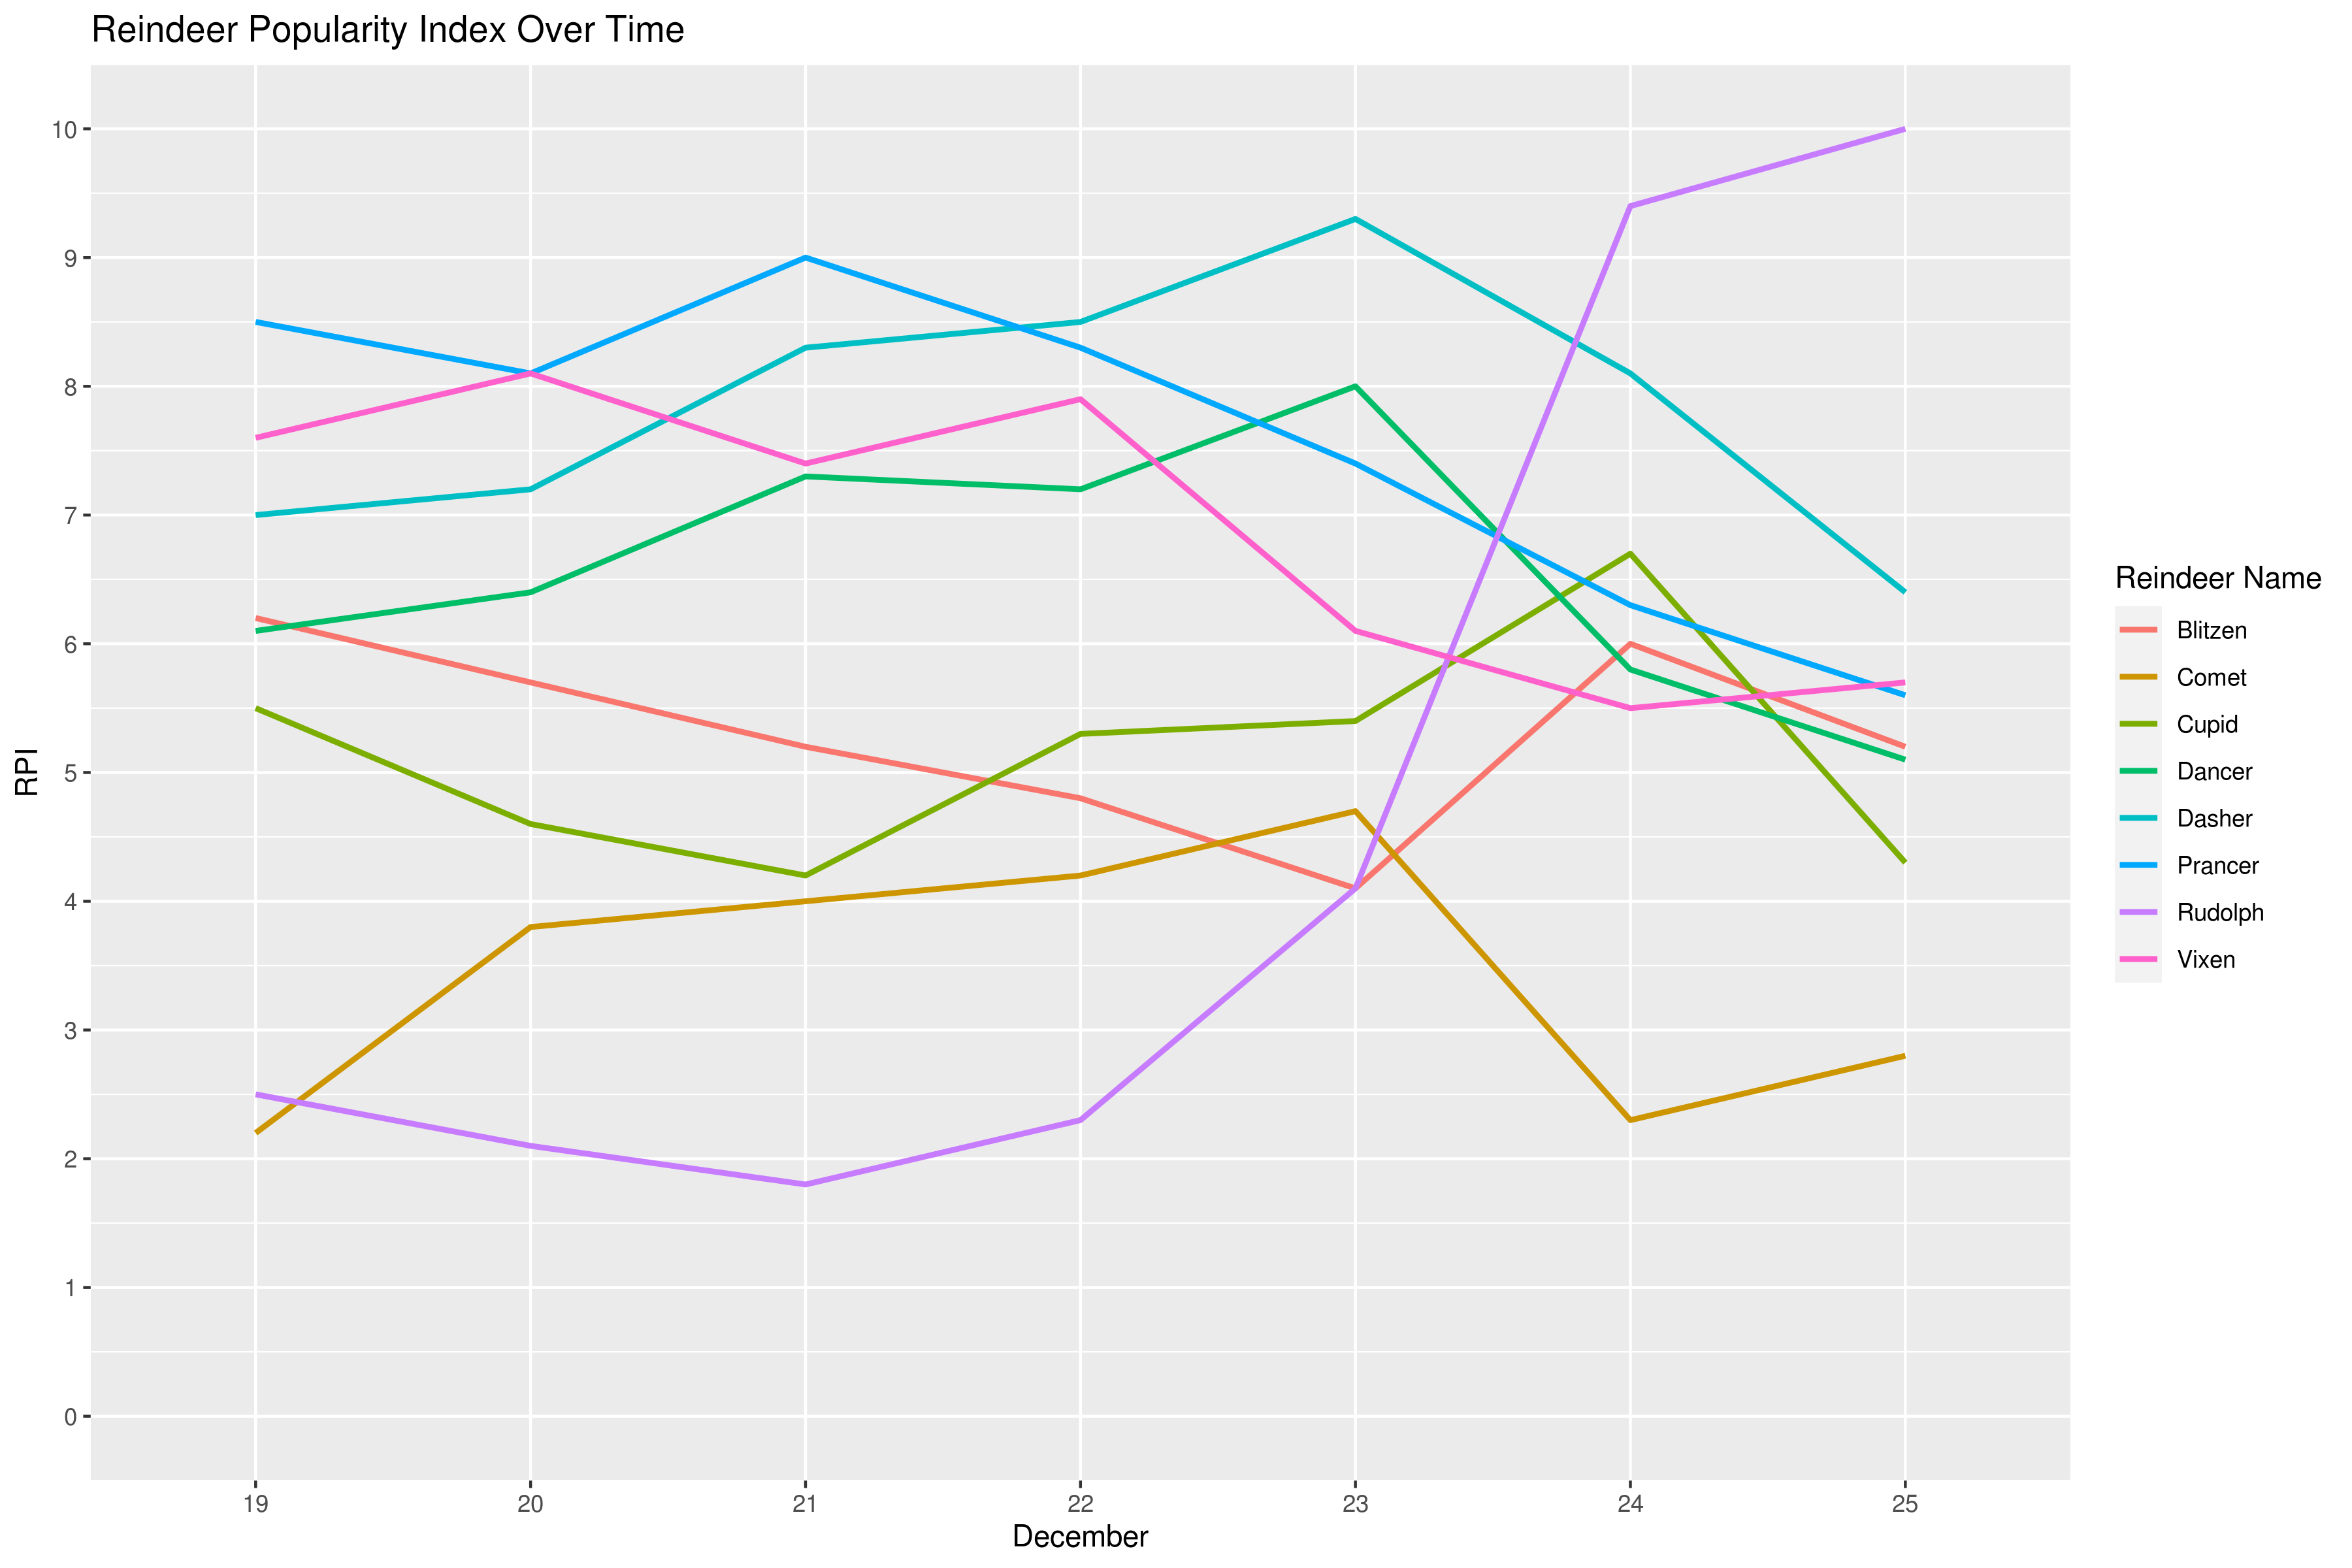 Reindeer Popularity Index Over Time
RPI
10
9
8
7
6
5
4
3
2
1
0
19 20 21 22 23 24 25
December
Reindeer Name
Blitzen
Comet
Cupid
Dancer
Dasher
Prancer
Rudolph
Vixen